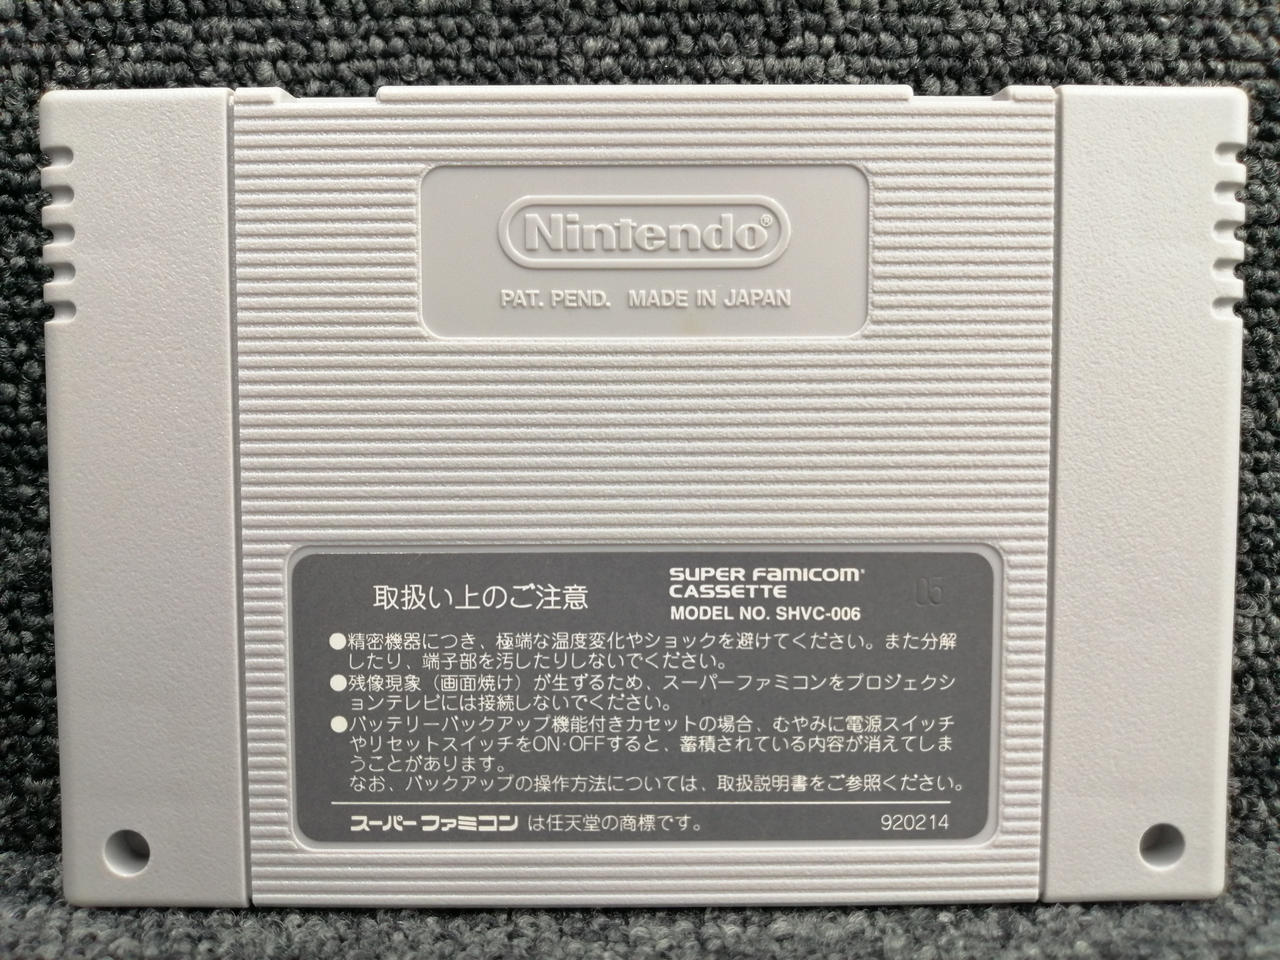 Nintendo®
PAT. PEND. MADE IN JAPAN
取扱い上のご注意
SUPER FAMICOM
CASSETTE
MODEL NO. SHVC-006
05
●精密機器につき、極端な温度変化やショックを避けてください。また分解
したり、端子部を汚したりしないでください。
●残像現象（画面焼け）が生ずるため、スーパーファミコンをプロジェクシ
ョンテレビには接続しないでください。
●バッテリーバックアップ機能付きカセットの場合、むやみに電源スイッチ
やリセットスイッチをON·OFFすると、蓄積されている内容が消えてしま
うことがあります。
なお、バックアップの操作方法については、取扱説明書をご参照ください。
スーパーファミコンは任天堂の商標です。
920214